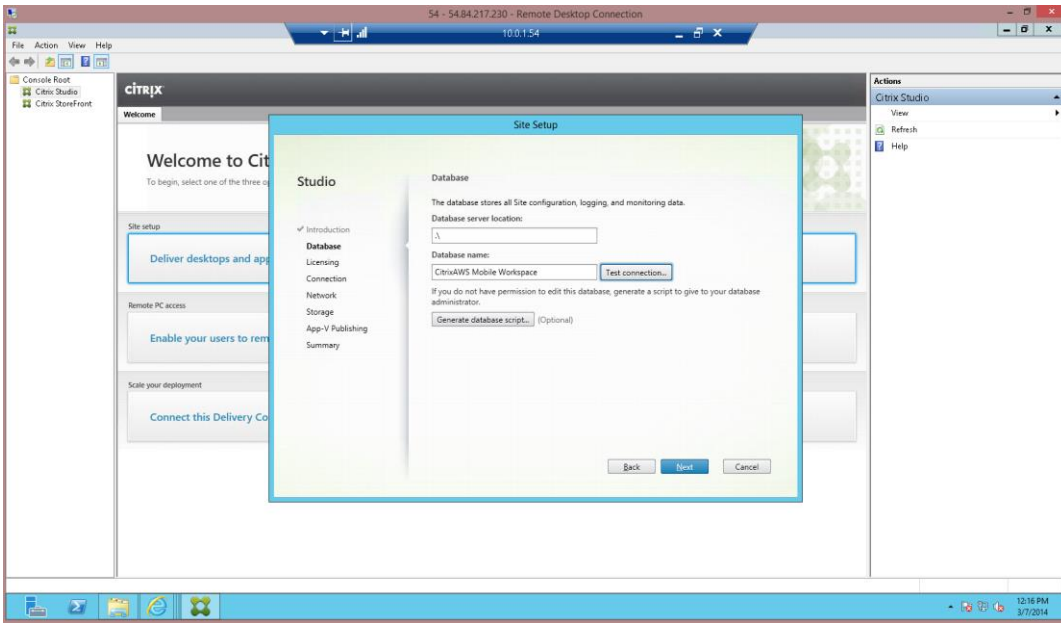 54 - 54.84.217.230 - Remote Desktop Connection
10.0.1.54
File Action View Help
Console Root
Citrix Studio
Citrix StoreFront
CİTRIX
Welcome
Welcome to Cit
To begin, select one of the three op
Site setup
Deliver desktops and app
Remote PC access
Enable your users to rem
Scale your deployment
Connect this Delivery Co
Site Setup
Studio
Introduction
Database
Licensing
Connection
Network
Storage
App-V Publishing
Summary
Database
The database stores all Site configuration, logging, and monitoring data.
Database server location:
.\
Database name:
CitrixAWS Mobile Workspace Test connection...
If you do not have permission to edit this database, generate a script to give to your database
administrator.
Generate database script... (Optional)
Back Next Cancel
Actions
Citrix Studio
View
Refresh
Help
12:16 PM
3/7/2014